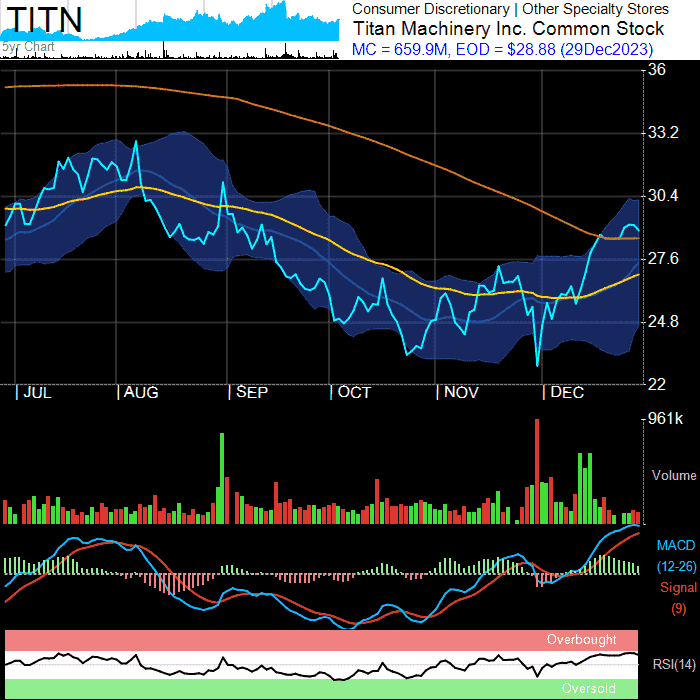 TITN
5yr Chart
Consumer Discretionary | Other Specialty Stores
Titan Machinery Inc. Common Stock
MC = 659.9M, EOD = $28.88 (29Dec2023)
36
33.2
30.4
27.6
24.8
22
| JUL | AUG | SEP | OCT | NOV | DEC
961k
Volume
MACD
(12-26)
Signal
(9)
Overbought
RSI(14)
Oversold